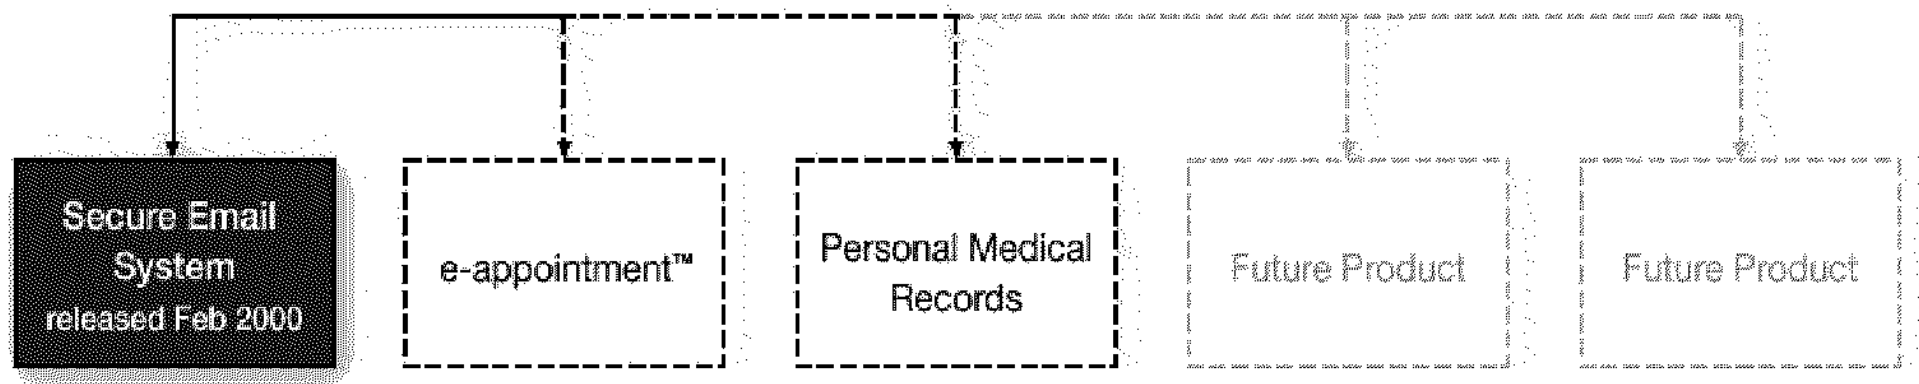 Secure Email
System
released Feb 2000
e-appointment™
Personal Medical
Records
Future Product
Future Product